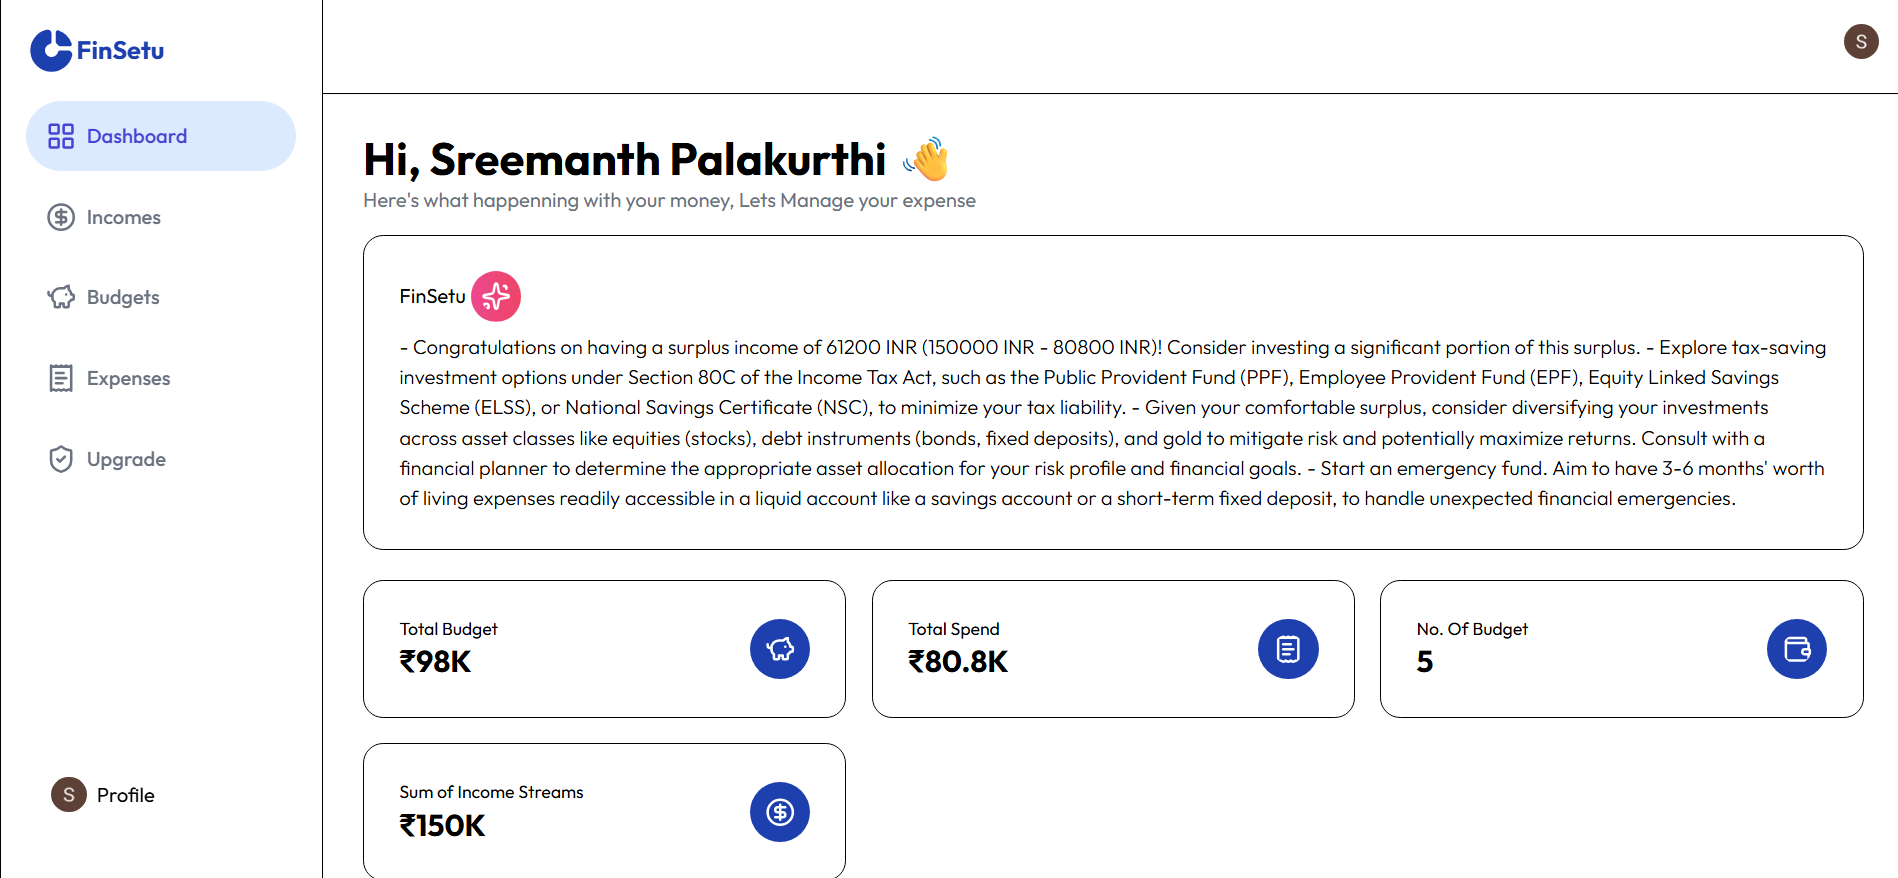 FinSetu
S
Dashboard
Incomes
Budgets
Expenses
Upgrade
S Profile
Hi, Sreemanth Palakurthi 👋
Here's what happenning with your money, Lets Manage your expense
FinSetu
- Congratulations on having a surplus income of 61200 INR (150000 INR - 80800 INR)! Consider investing a significant portion of this surplus. - Explore tax-saving
investment options under Section 80C of the Income Tax Act, such as the Public Provident Fund (PPF), Employee Provident Fund (EPF), Equity Linked Savings
Scheme (ELSS), or National Savings Certificate (NSC), to minimize your tax liability. - Given your comfortable surplus, consider diversifying your investments
across asset classes like equities (stocks), debt instruments (bonds, fixed deposits), and gold to mitigate risk and potentially maximize returns. Consult with a
financial planner to determine the appropriate asset allocation for your risk profile and financial goals. - Start an emergency fund. Aim to have 3-6 months' worth
of living expenses readily accessible in a liquid account like a savings account or a short-term fixed deposit, to handle unexpected financial emergencies.
Total Budget
₹98K
Total Spend
₹80.8K
No. Of Budget
5
Sum of Income Streams
₹150K